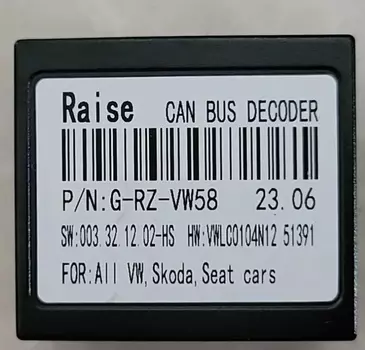 Raise CAN BUS DECODER
P/N:G-RZ-VW58 23.06
SW:003.32.12.02-HS HW:VWLC0104N12 51391
FOR:All VW,Skoda,Seat cars